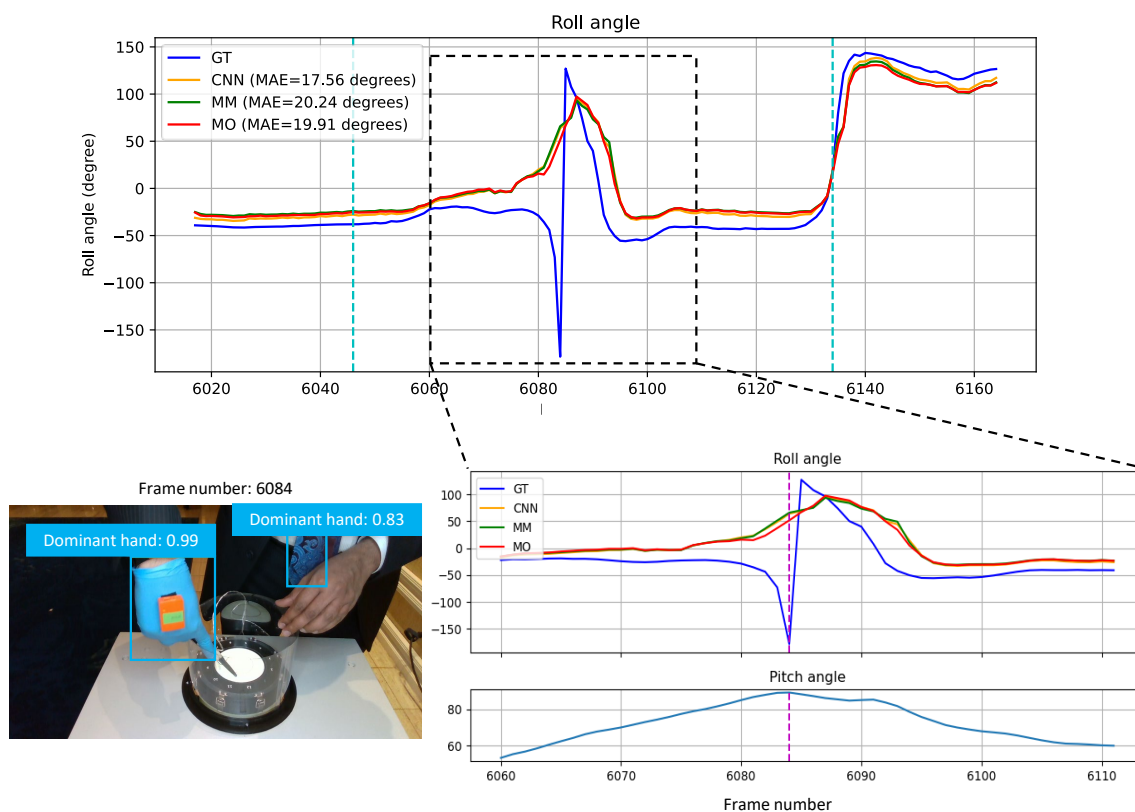 Roll angle
150
100
50
0
−50
−100
−150
Roll angle (degree)
GT
CNN (MAE=17.56 degrees)
MM (MAE=20.24 degrees)
MO (MAE=19.91 degrees)
6020 6040 6060 6080 6100 6120 6140 6160
Frame number: 6084
Dominant hand: 0.99
Dominant hand: 0.83
Roll angle
100
50
0
−50
−100
−150
GT
CNN
MM
MO
Pitch angle
80
60
6060 6070 6080 6090 6100 6110
Frame number